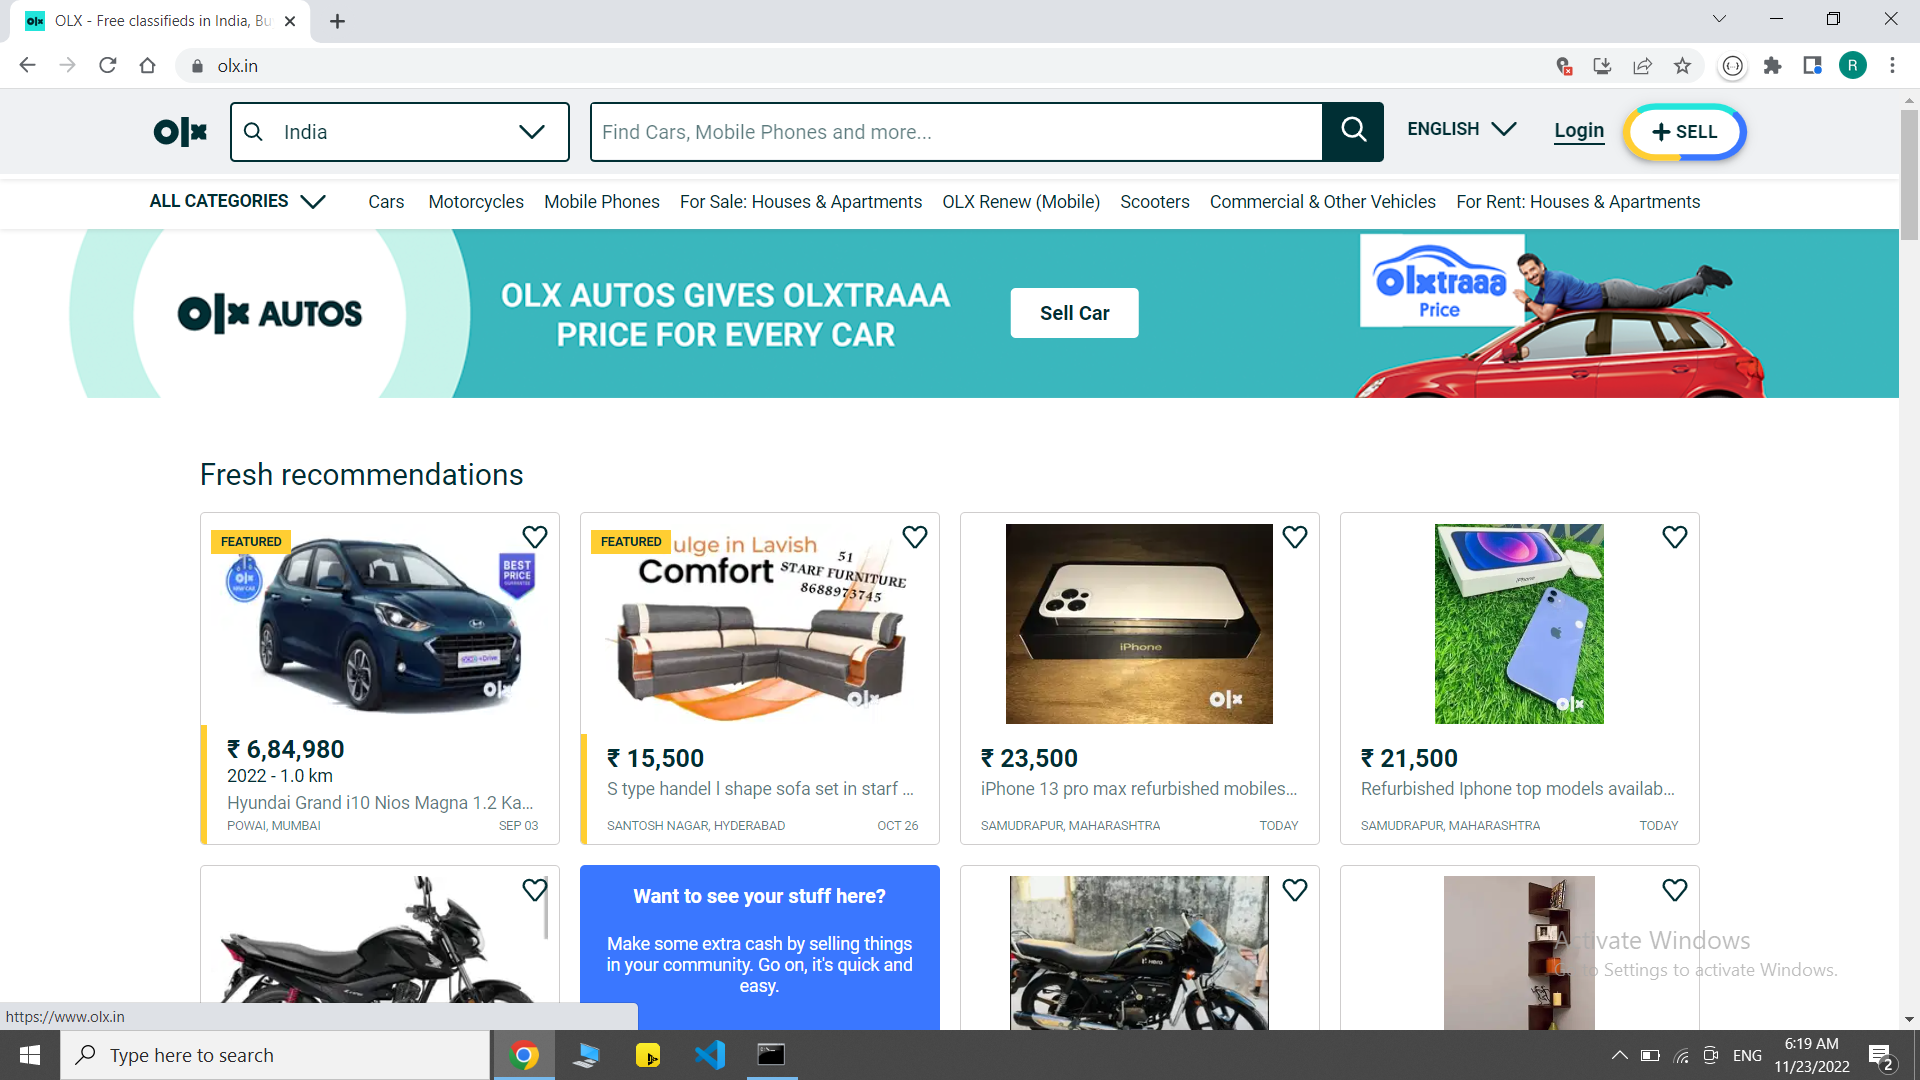 OLX - Free classifieds in India, Bu
olx.in
olx
India
Find Cars, Mobile Phones and more...
ENGLISH
Login
+ SELL
ALL CATEGORIES
Cars
Motorcycles
Mobile Phones
For Sale: Houses & Apartments
OLX Renew (Mobile)
Scooters
Commercial & Other Vehicles
For Rent: Houses & Apartments
olx AUTOS
OLX AUTOS GIVES OLXTRAAA
PRICE FOR EVERY CAR
Sell Car
Olxtraaa
Price
Fresh recommendations
FEATURED
BEST
PRICE
olx
₹ 6,84,980
2022 - 1.0 km
Hyundai Grand i10 Nios Magna 1.2 Ka...
POWAI, MUMBAI
SEP 03
FEATURED
ulge in Lavish
Comfort
51
STARF FURNITURE
8688973745
olx
₹ 15,500
S type handel l shape sofa set in starf ...
SANTOSH NAGAR, HYDERABAD
OCT 26
iPhone
olx
₹ 23,500
iPhone 13 pro max refurbished mobiles...
SAMUDRAPUR, MAHARASHTRA
TODAY
iPhone
olx
₹ 21,500
Refurbished Iphone top models availab...
SAMUDRAPUR, MAHARASHTRA
TODAY
Want to see your stuff here?
Make some extra cash by selling things
in your community. Go on, it's quick and
easy.
HERO
Activate Windows
Go to Settings to activate Windows.
https://www.olx.in
Type here to search
ENG
6:19 AM
11/23/2022
2
R